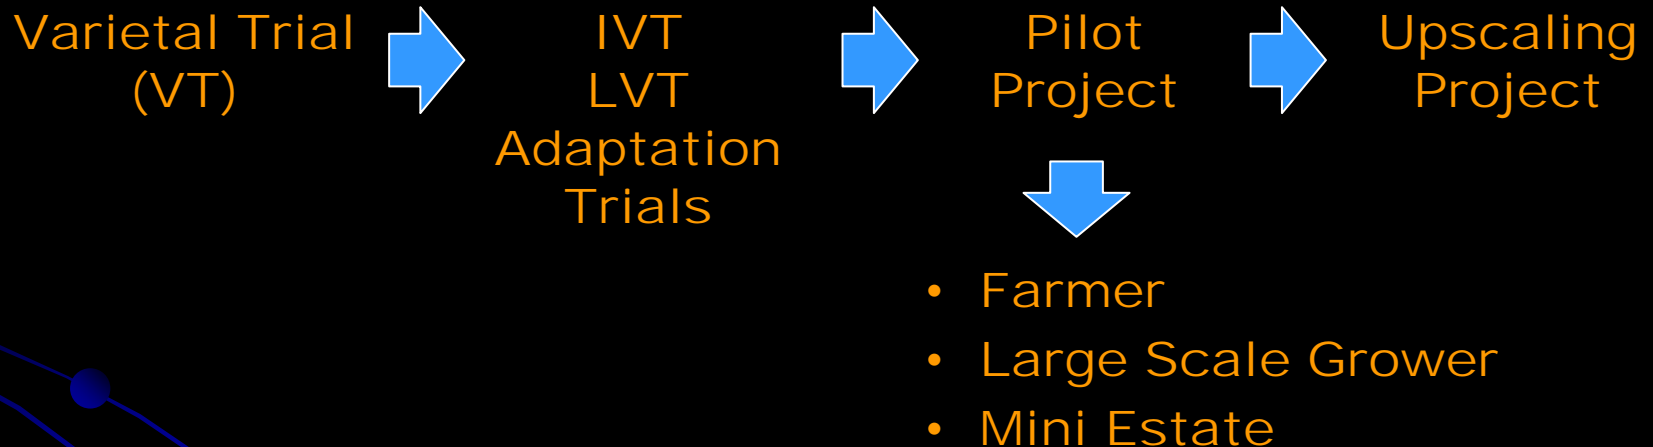 Varietal Trial
(VT)
IVT
LVT
Adaptation
Trials
Pilot
Project
Upscaling
Project
• Farmer
• Large Scale Grower
• Mini Estate